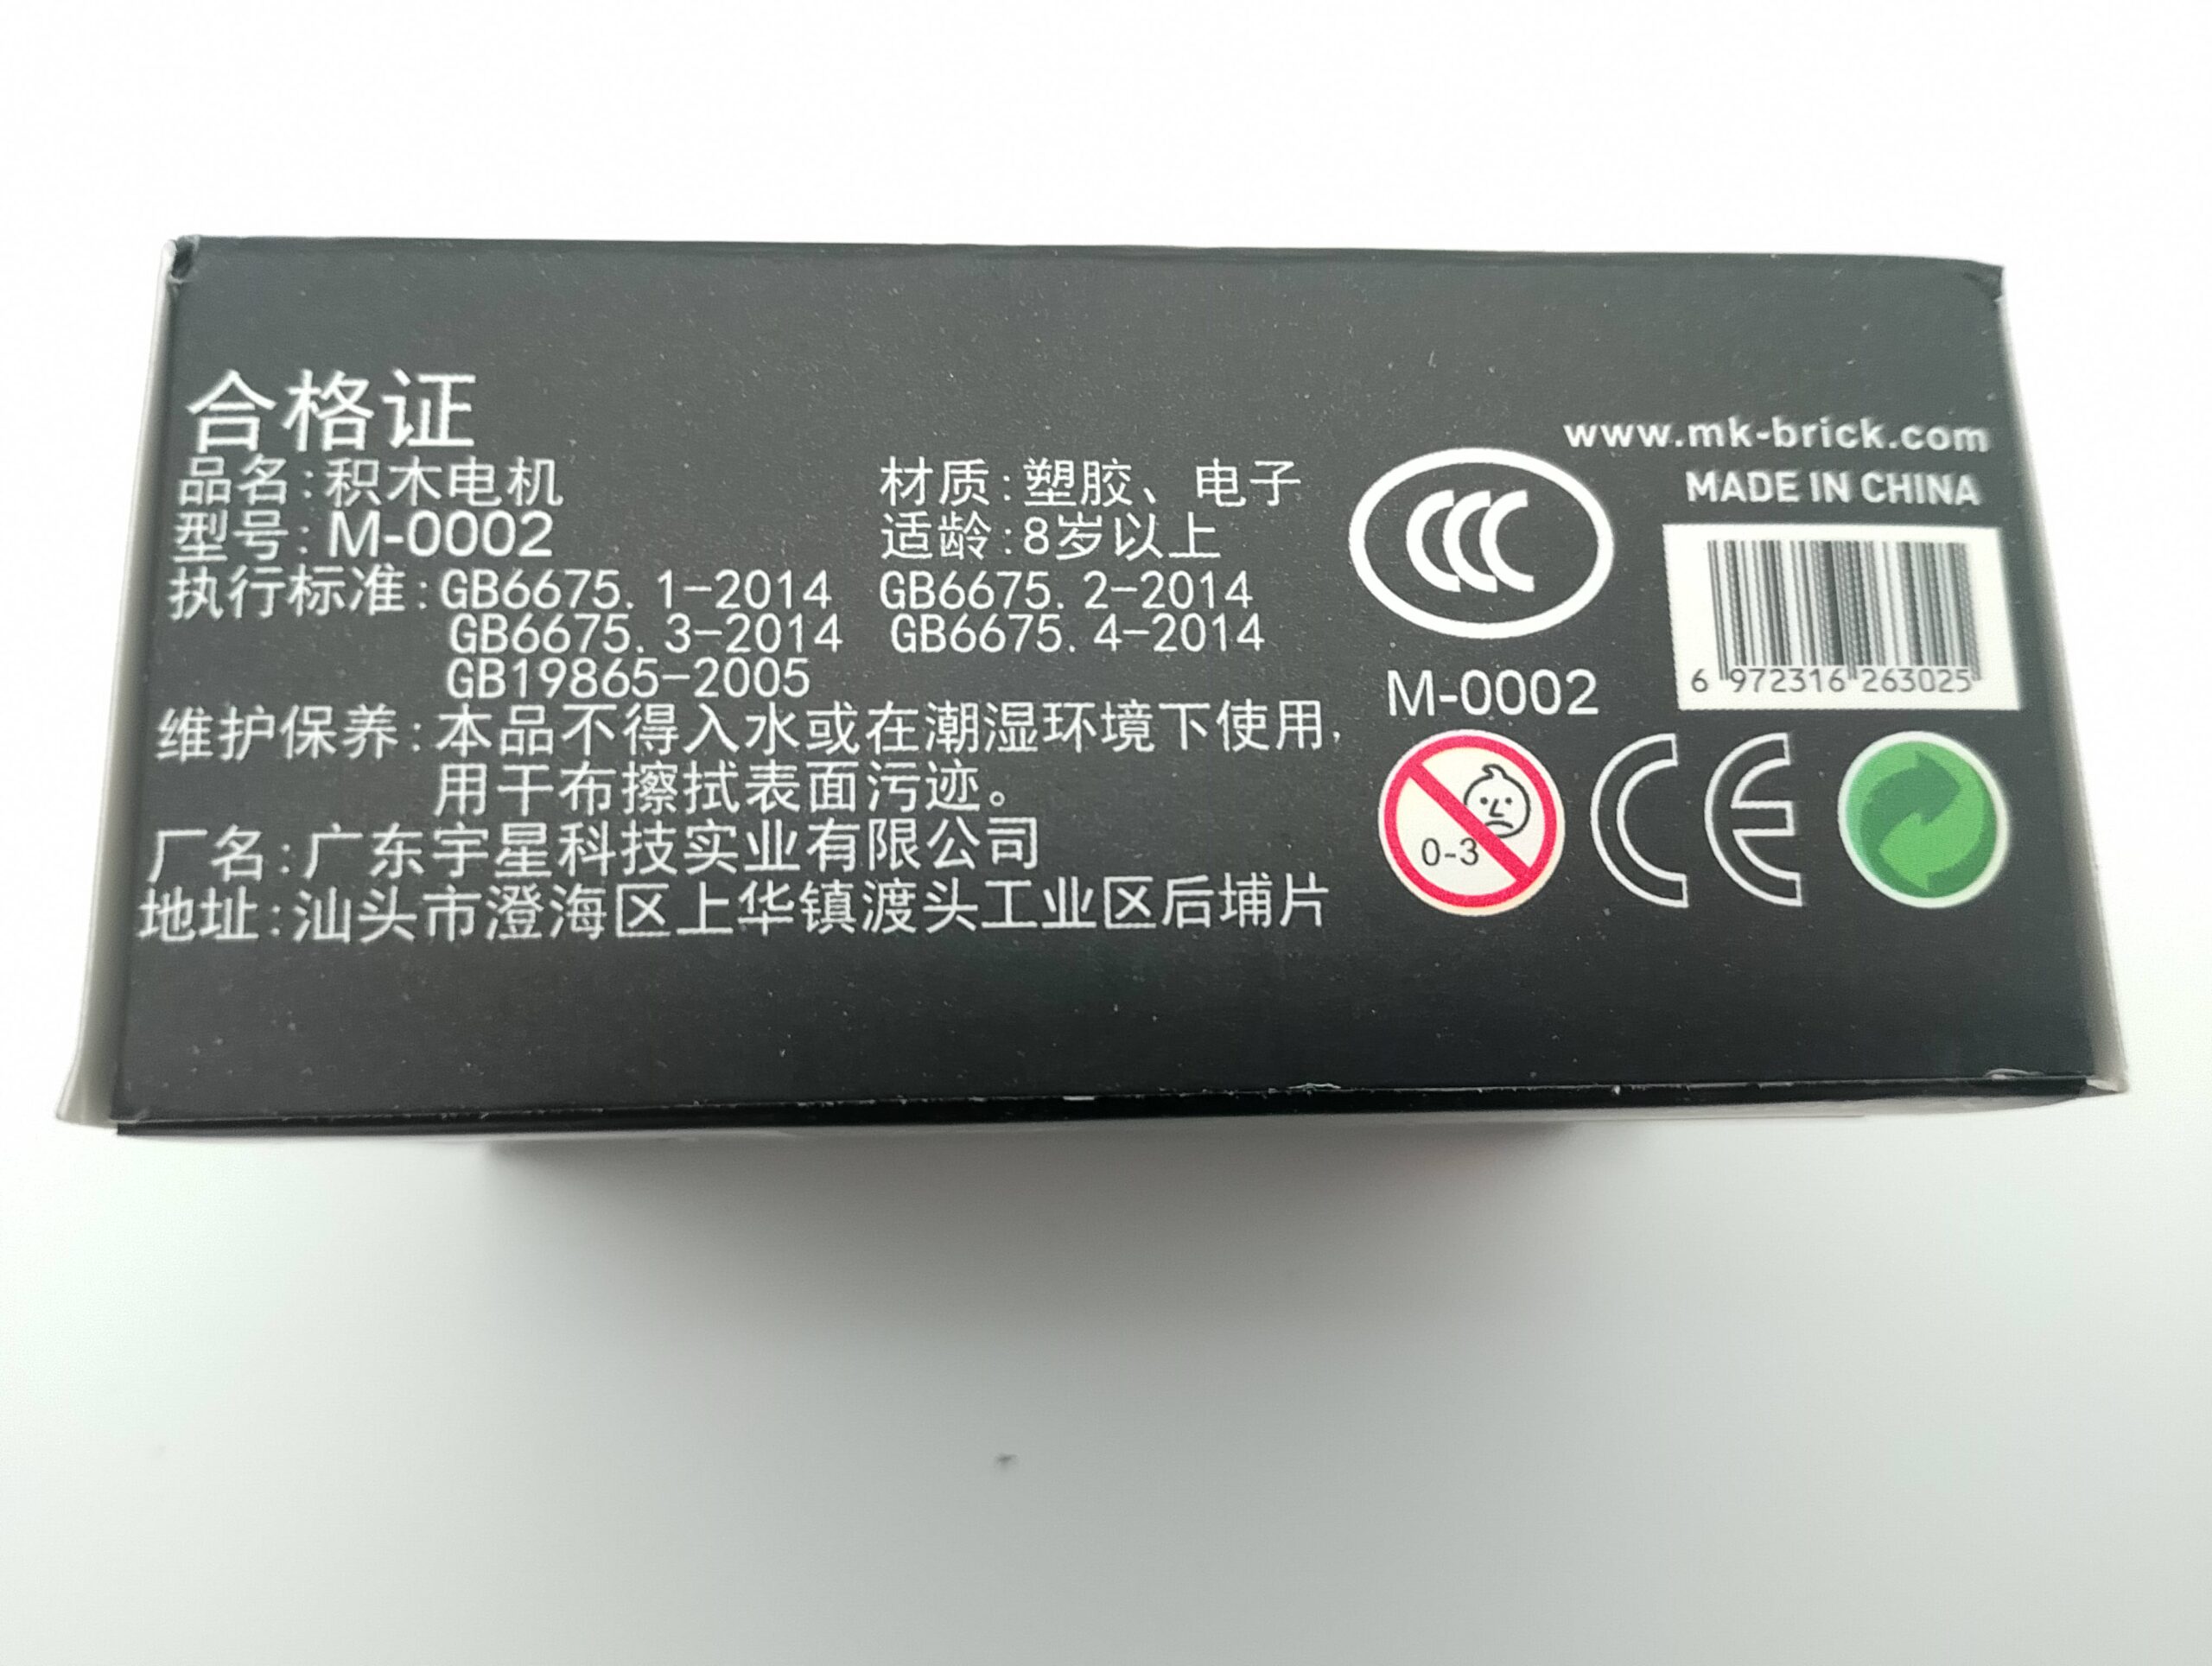 合格证
品名:积木电机 材质:塑胶、电子
型号:M-0002 适龄:8岁以上
执行标准:GB6675.1-2014 GB6675.2-2014
GB6675.3-2014 GB6675.4-2014
GB19865-2005
维护保养:本品不得入水或在潮湿环境下使用,
用干布擦拭表面污迹。
厂名:广东宇星科技实业有限公司
地址:汕头市澄海区上华镇渡头工业区后埔片
www.mk-brick.com
MADE IN CHINA
CCC
6 972316 263025
M-0002
0-3
CE